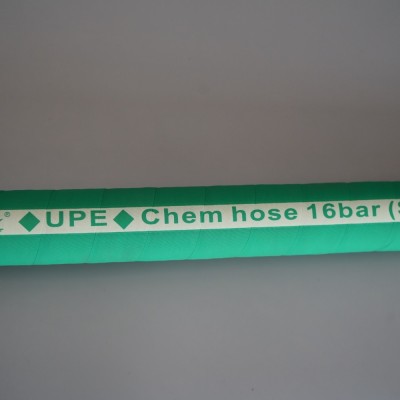 ® ◆UPE◆ Chem hose 16bar (